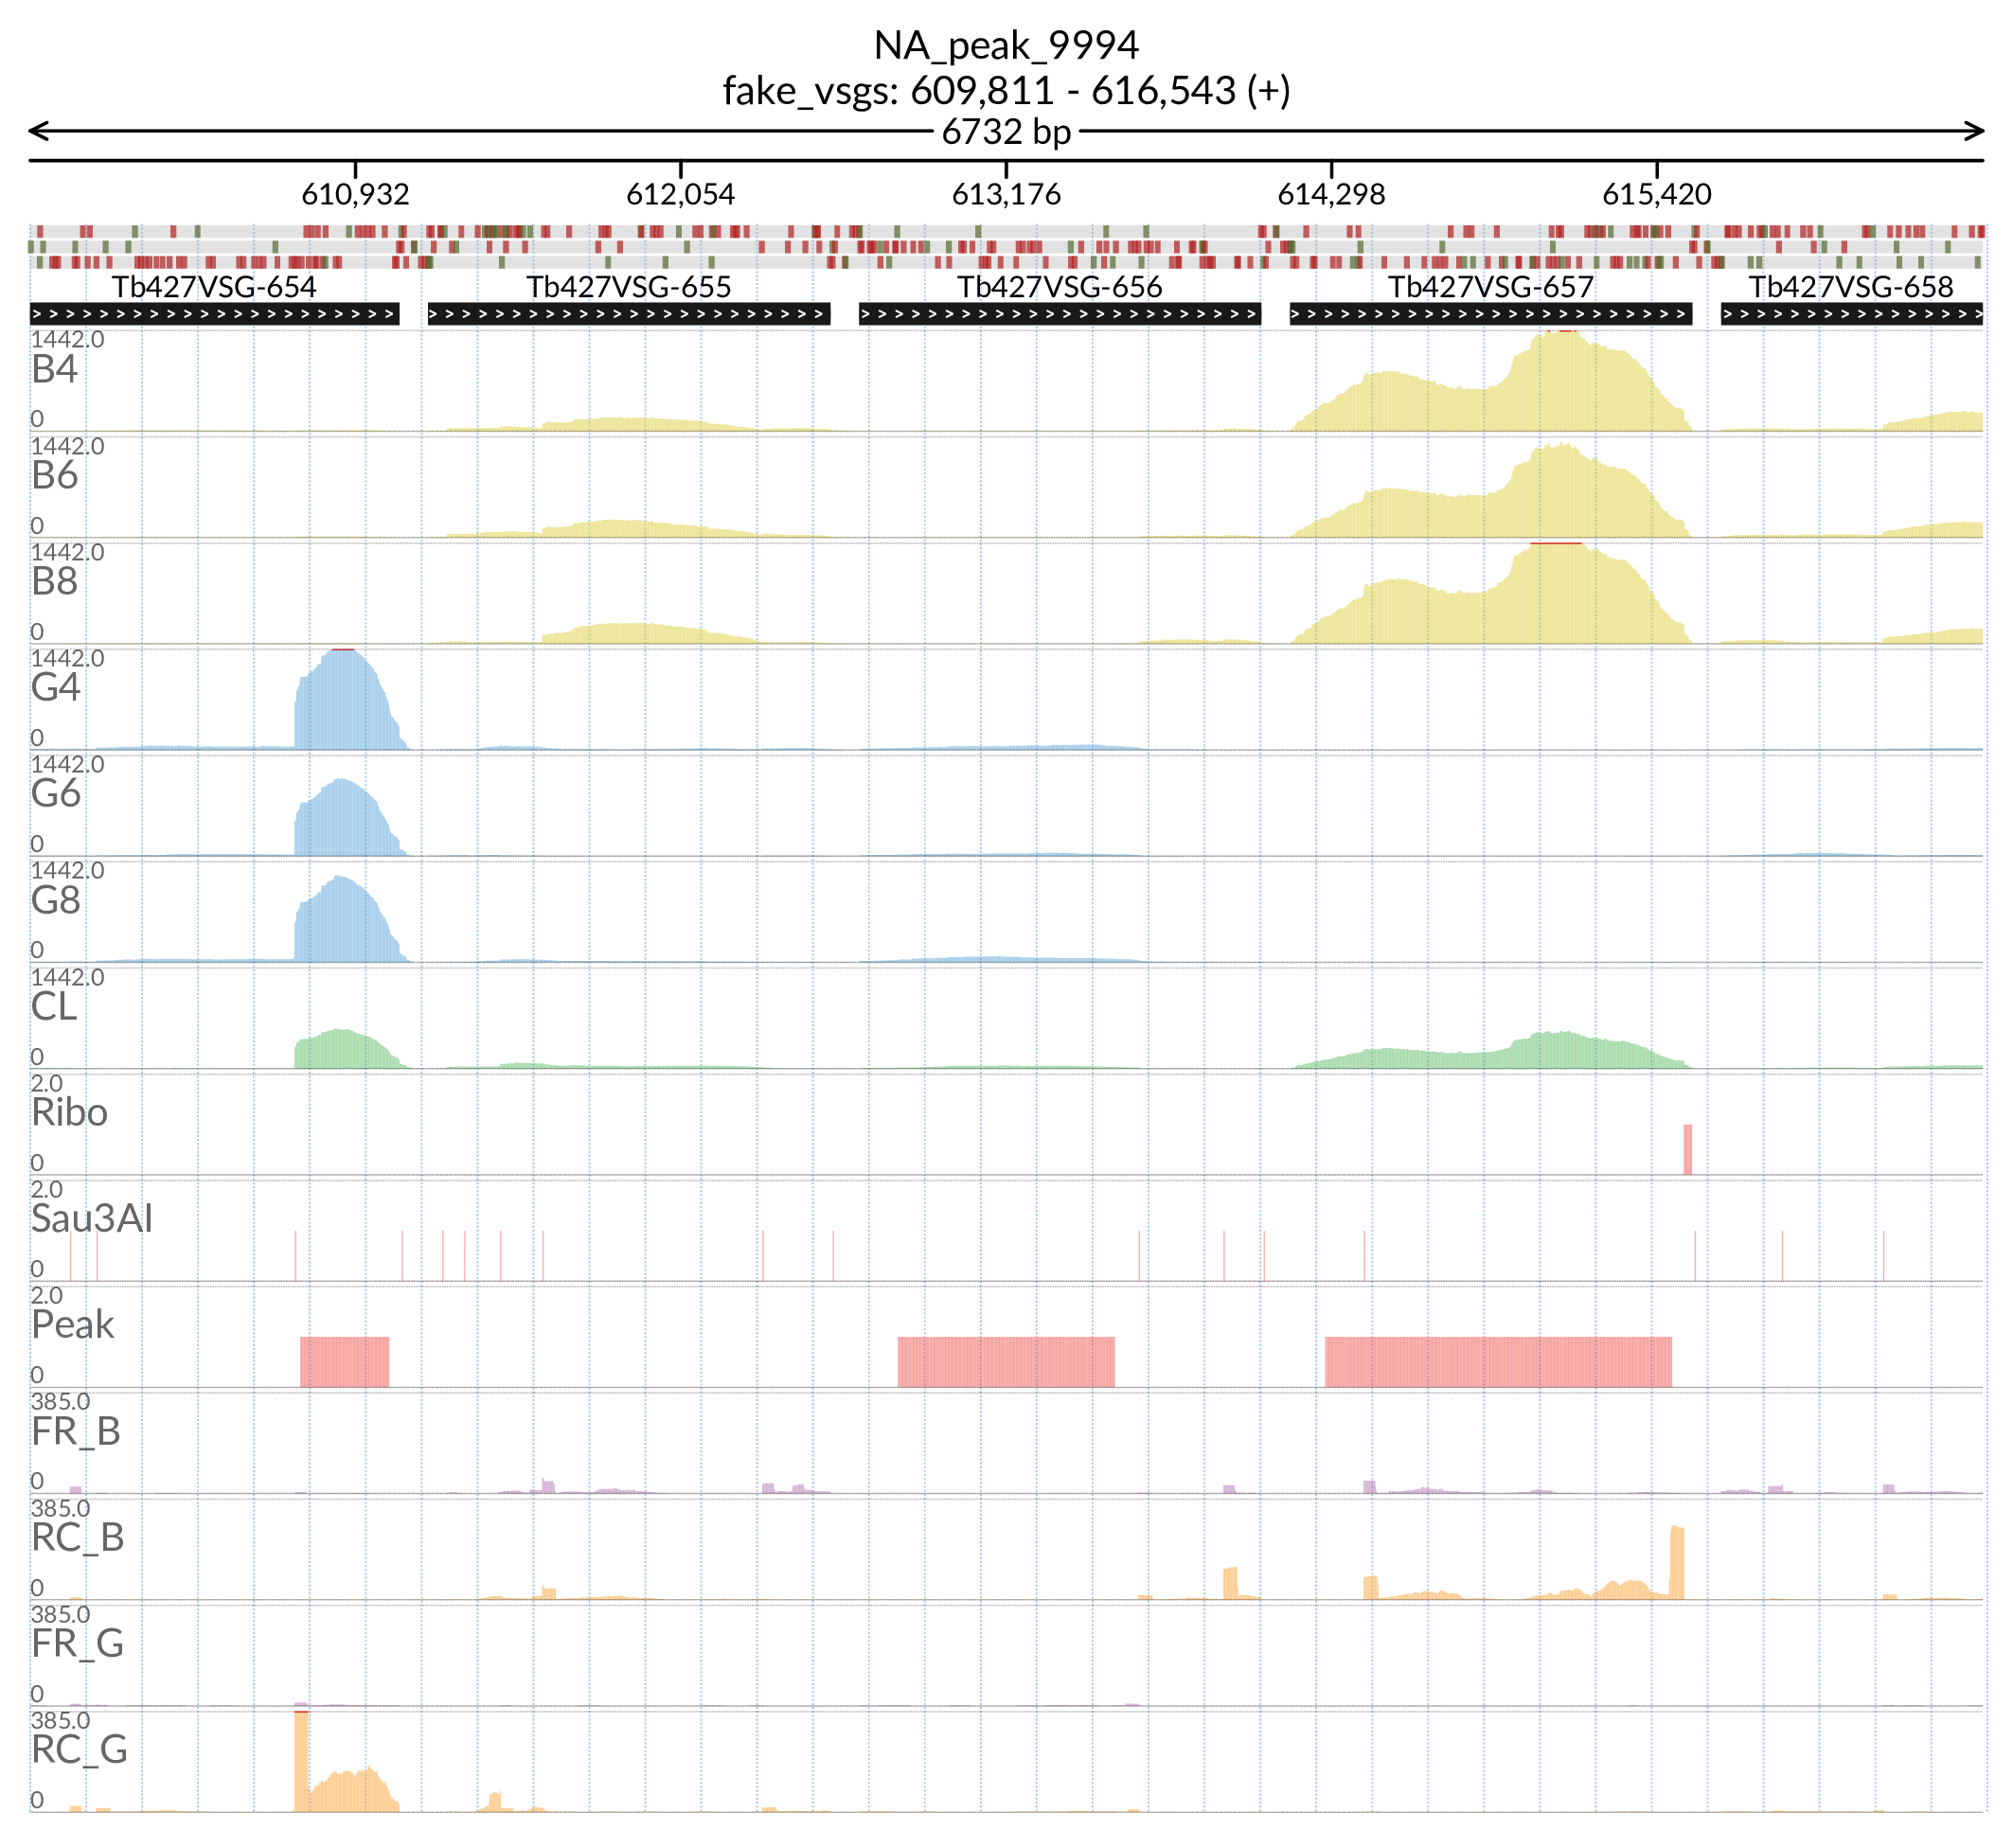 NA_peak_9994
fake_vsgs: 609,811 - 616,543 (+)
6732 bp
610,932 612,054 613,176 614,298 615,420
Tb427VSG-654 Tb427VSG-655 Tb427VSG-656 Tb427VSG-657 Tb427VSG-658
1442.0
B4
0
1442.0
B6
0
1442.0
B8
0
1442.0
G4
0
1442.0
G6
0
1442.0
G8
0
1442.0
CL
0
2.0
Ribo
0
2.0
Sau3AI
0
2.0
Peak
0
385.0
FR_B
0
385.0
RC_B
0
385.0
FR_G
0
385.0
RC_G
0